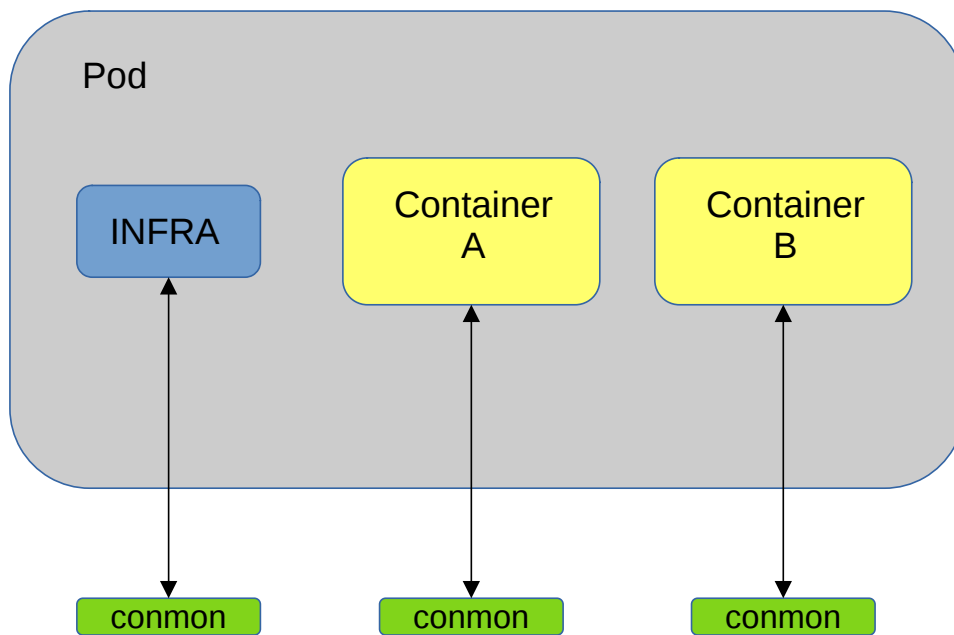 Pod
INFRA
Container
A
Container
B
conmon
conmon
conmon